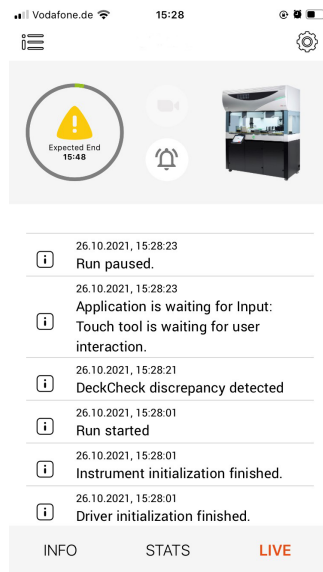 Vodafone.de
15:28
Expected End
15:48
26.10.2021, 15:28:23
Run paused.
26.10.2021, 15:28:23
Application is waiting for Input:
Touch tool is waiting for user
interaction.
26.10.2021, 15:28:21
DeckCheck discrepancy detected
26.10.2021, 15:28:01
Run started
26.10.2021, 15:28:01
Instrument initialization finished.
26.10.2021, 15:28:01
Driver initialization finished.
INFO STATS LIVE